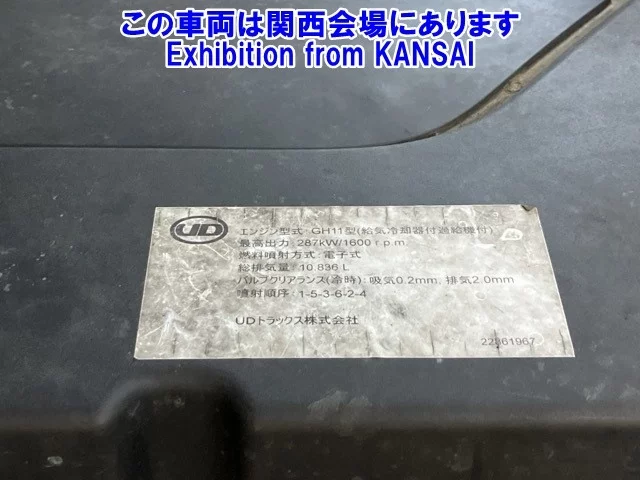 この車両は関西会場にあります
Exhibition from KANSAI
UD
エンジン型式 : GH11型(給気冷却器付過給機付)
最高出力 : 287kW/1600 r.p.m.
燃料噴射方式 : 電子式
総排気量 : 10.836 L
バルブクリアランス(冷時) : 吸気0.2mm, 排気2.0mm
噴射順序 : 1-5-3-6-2-4
UDトラックス株式会社
22361967